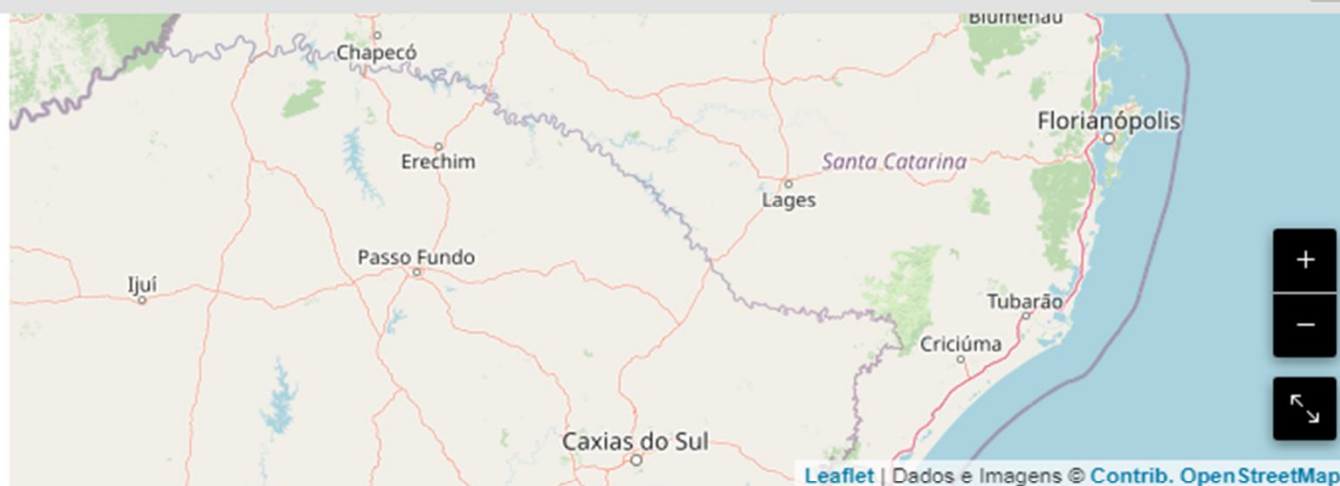 Blumenau
Chapecó
Florianópolis
Erechim
Santa Catarina
Lages
Passo Fundo
Ijuí
+
Tubarão
−
Criciúma
Caxias do Sul
Leaflet | Dados e Imagens © Contrib. OpenStreetMap